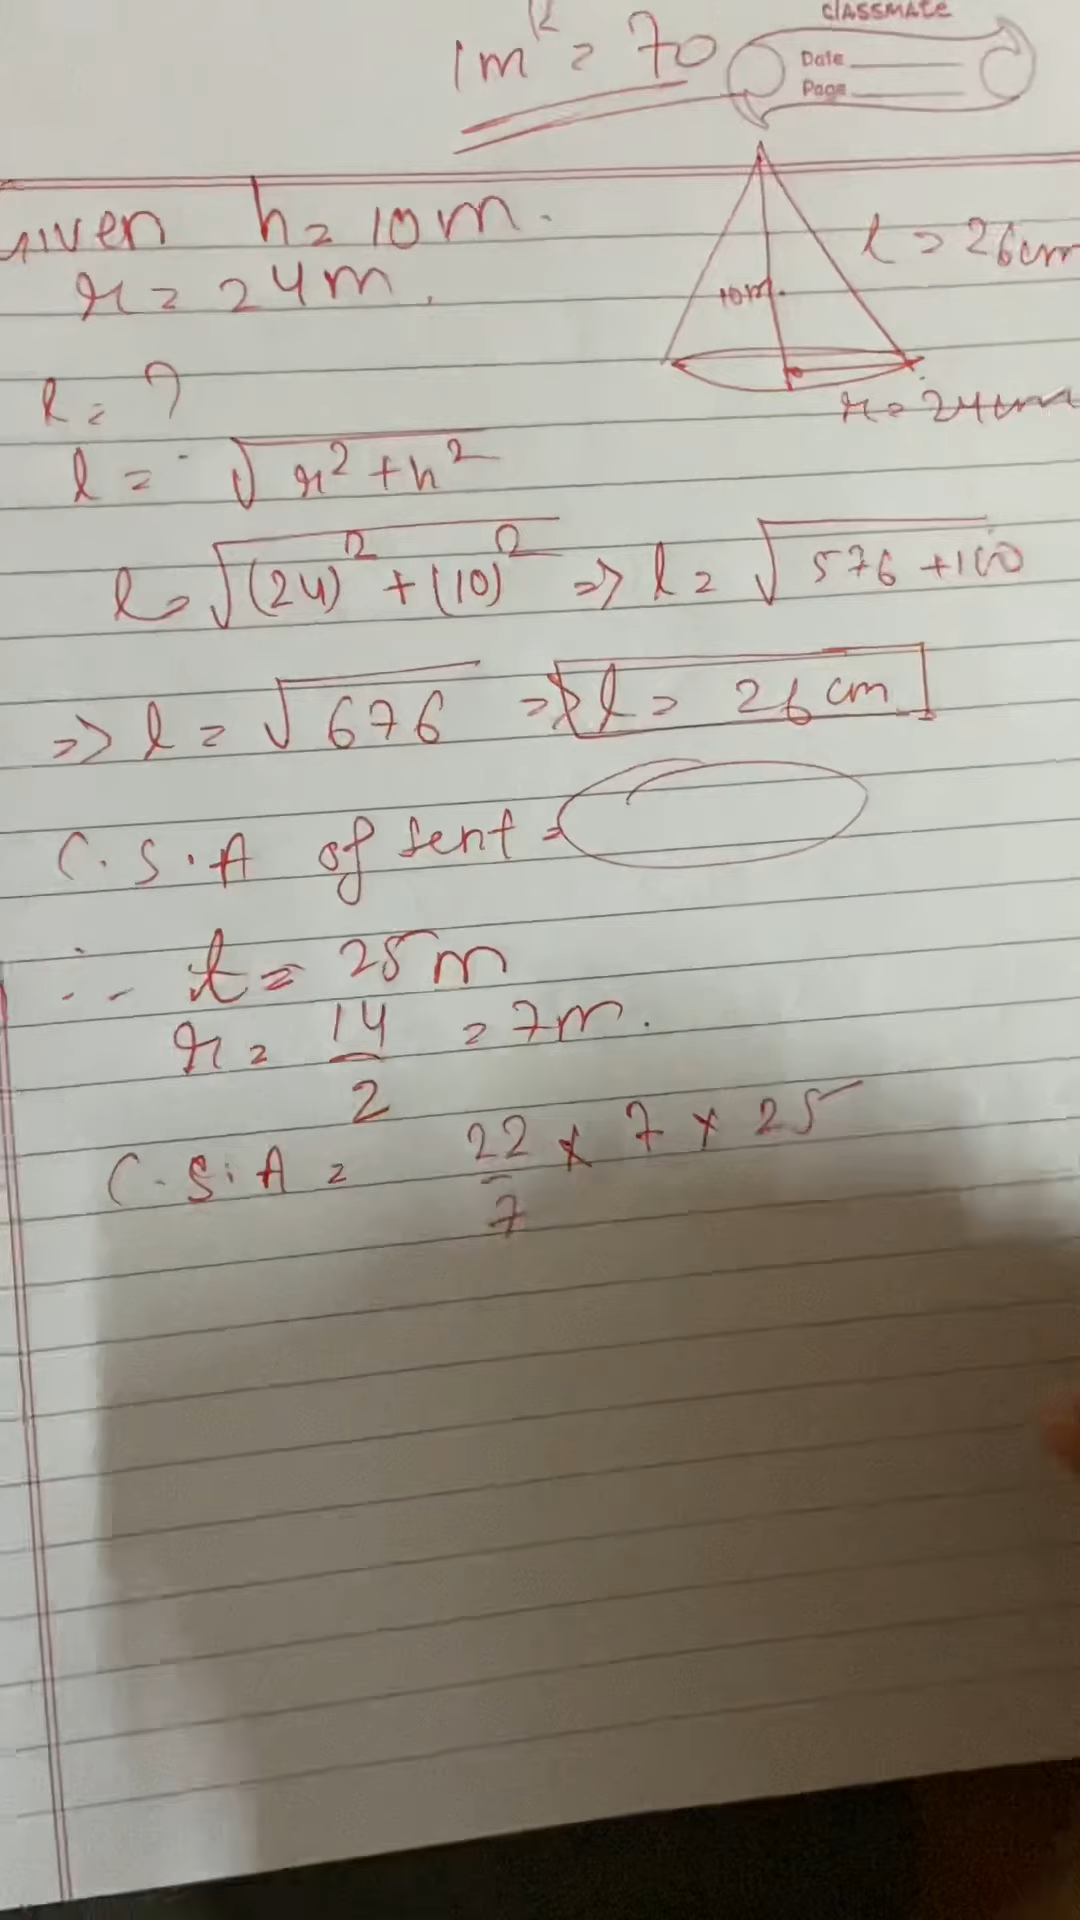 classmate
Date
Page
1m² = 70
Given h = 10m.
r = 24m.
l = 26cm
10m
r = 24cm
l = ?
l = √r² + h²
l = √(24)² + (10)² => l = √576 + 100
=> l = √676 => l = 26 cm
C.S.A of tent =
∴ l = 25m
r = 14/2 = 7m.
C.S.A = 22/7 × 7 × 25